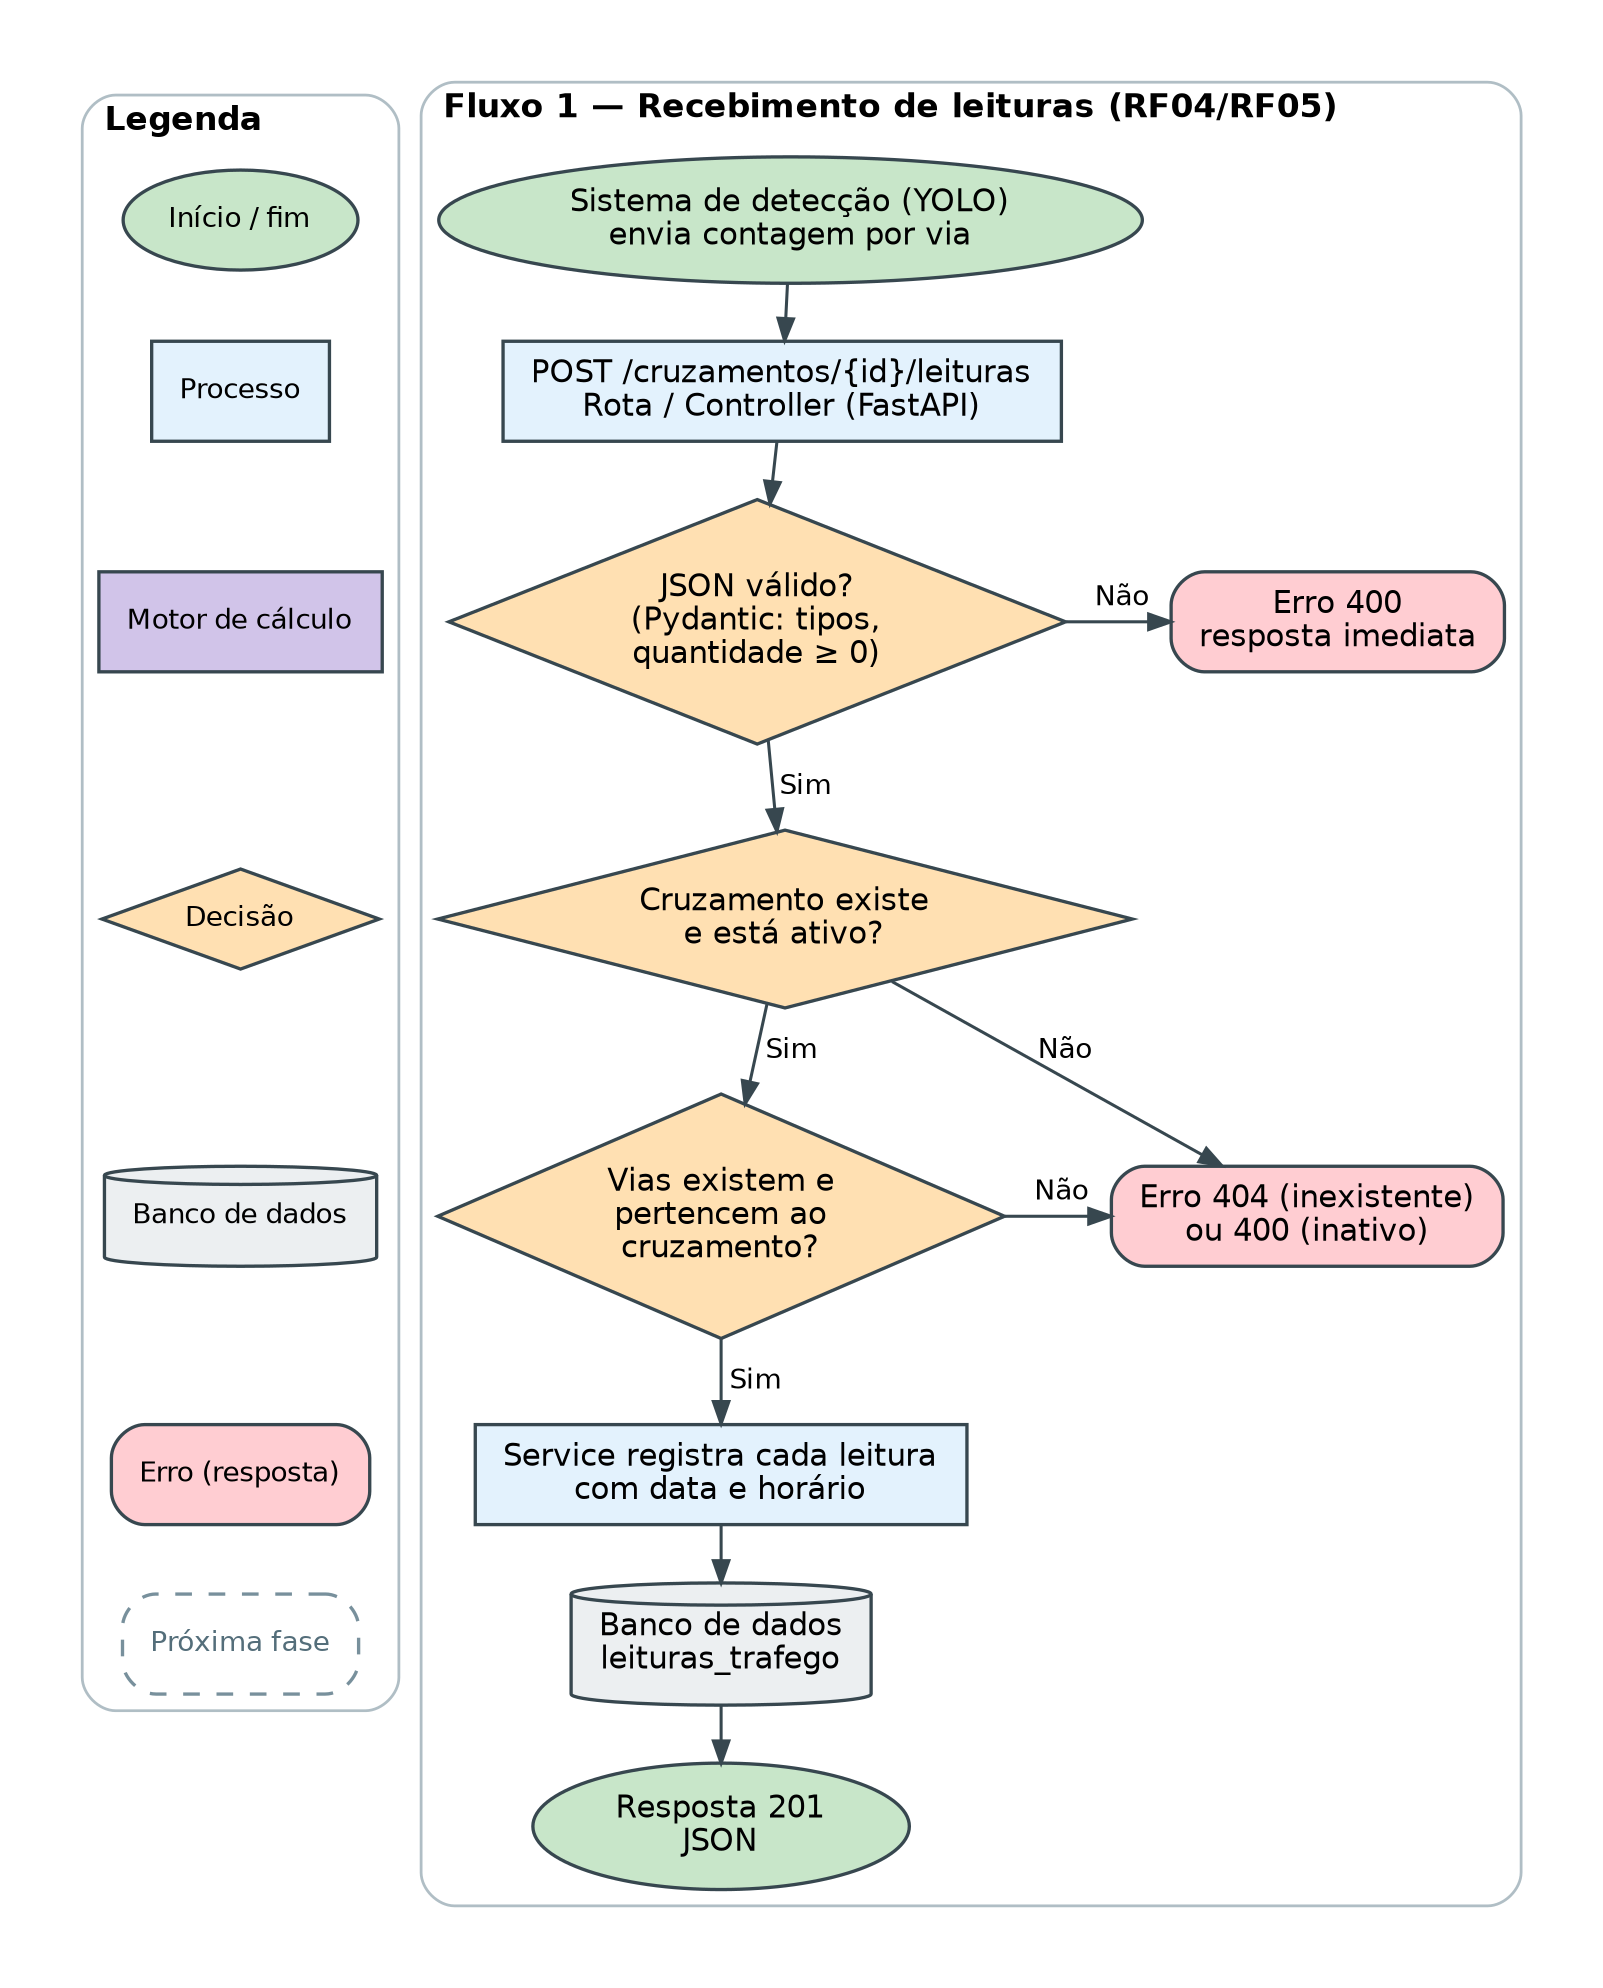 Legenda
Início / fim
Processo
Motor de cálculo
Decisão
Banco de dados
Erro (resposta)
Próxima fase
Fluxo 1 — Recebimento de leituras (RF04/RF05)
Sistema de detecção (YOLO)
envia contagem por via
POST /cruzamentos/{id}/leituras
Rota / Controller (FastAPI)
JSON válido?
(Pydantic: tipos,
quantidade ≥ 0)
Não
Erro 400
resposta imediata
Sim
Cruzamento existe
e está ativo?
Sim
Não
Vias existem e
pertencem ao
cruzamento?
Não
Erro 404 (inexistente)
ou 400 (inativo)
Sim
Service registra cada leitura
com data e horário
Banco de dados
leituras_trafego
Resposta 201
JSON